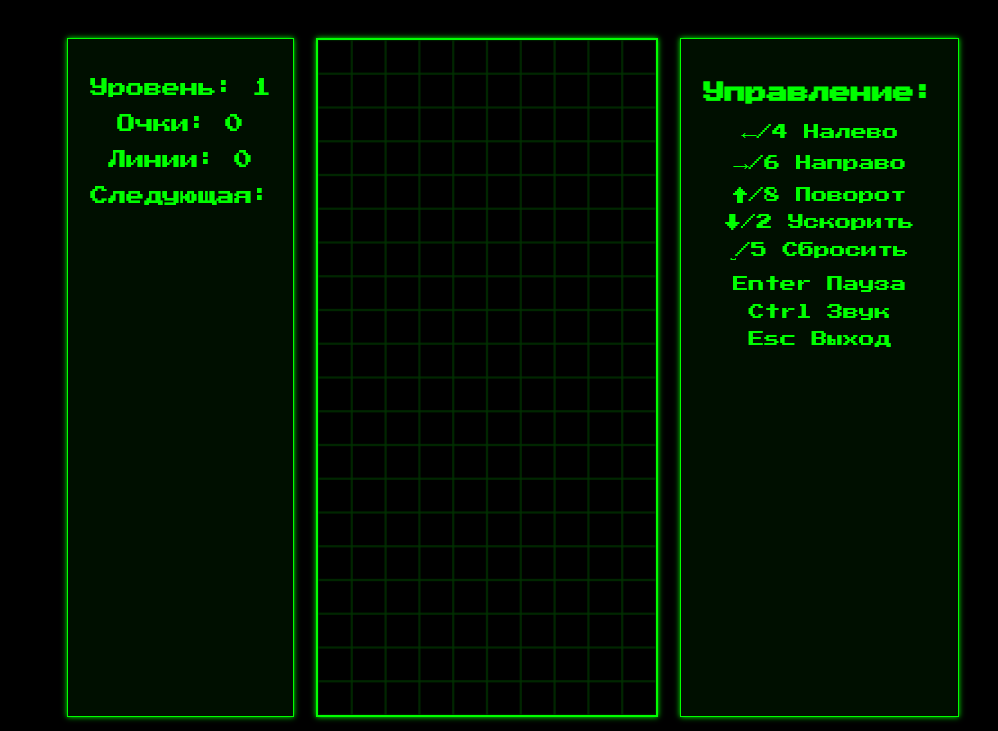 Уровень: 1
Очки: 0
Линии: 0
Следующая:
Управление:
←/4 Налево
→/6 Направо
↑/8 Поворот
↓/2 Ускорить
⎵/5 Сбросить
Enter Пауза
Ctrl Звук
Esc Выход